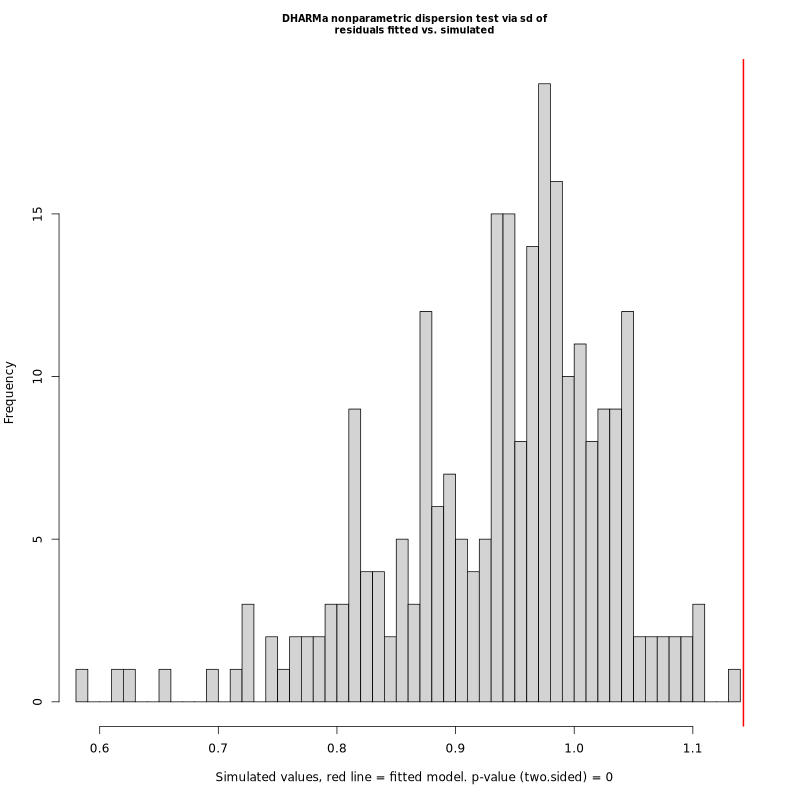 DHARMa nonparametric dispersion test via sd of
residuals fitted vs. simulated
Frequency
15
10
5
0
0.6 0.7 0.8 0.9 1.0 1.1
Simulated values, red line = fitted model. p-value (two.sided) = 0